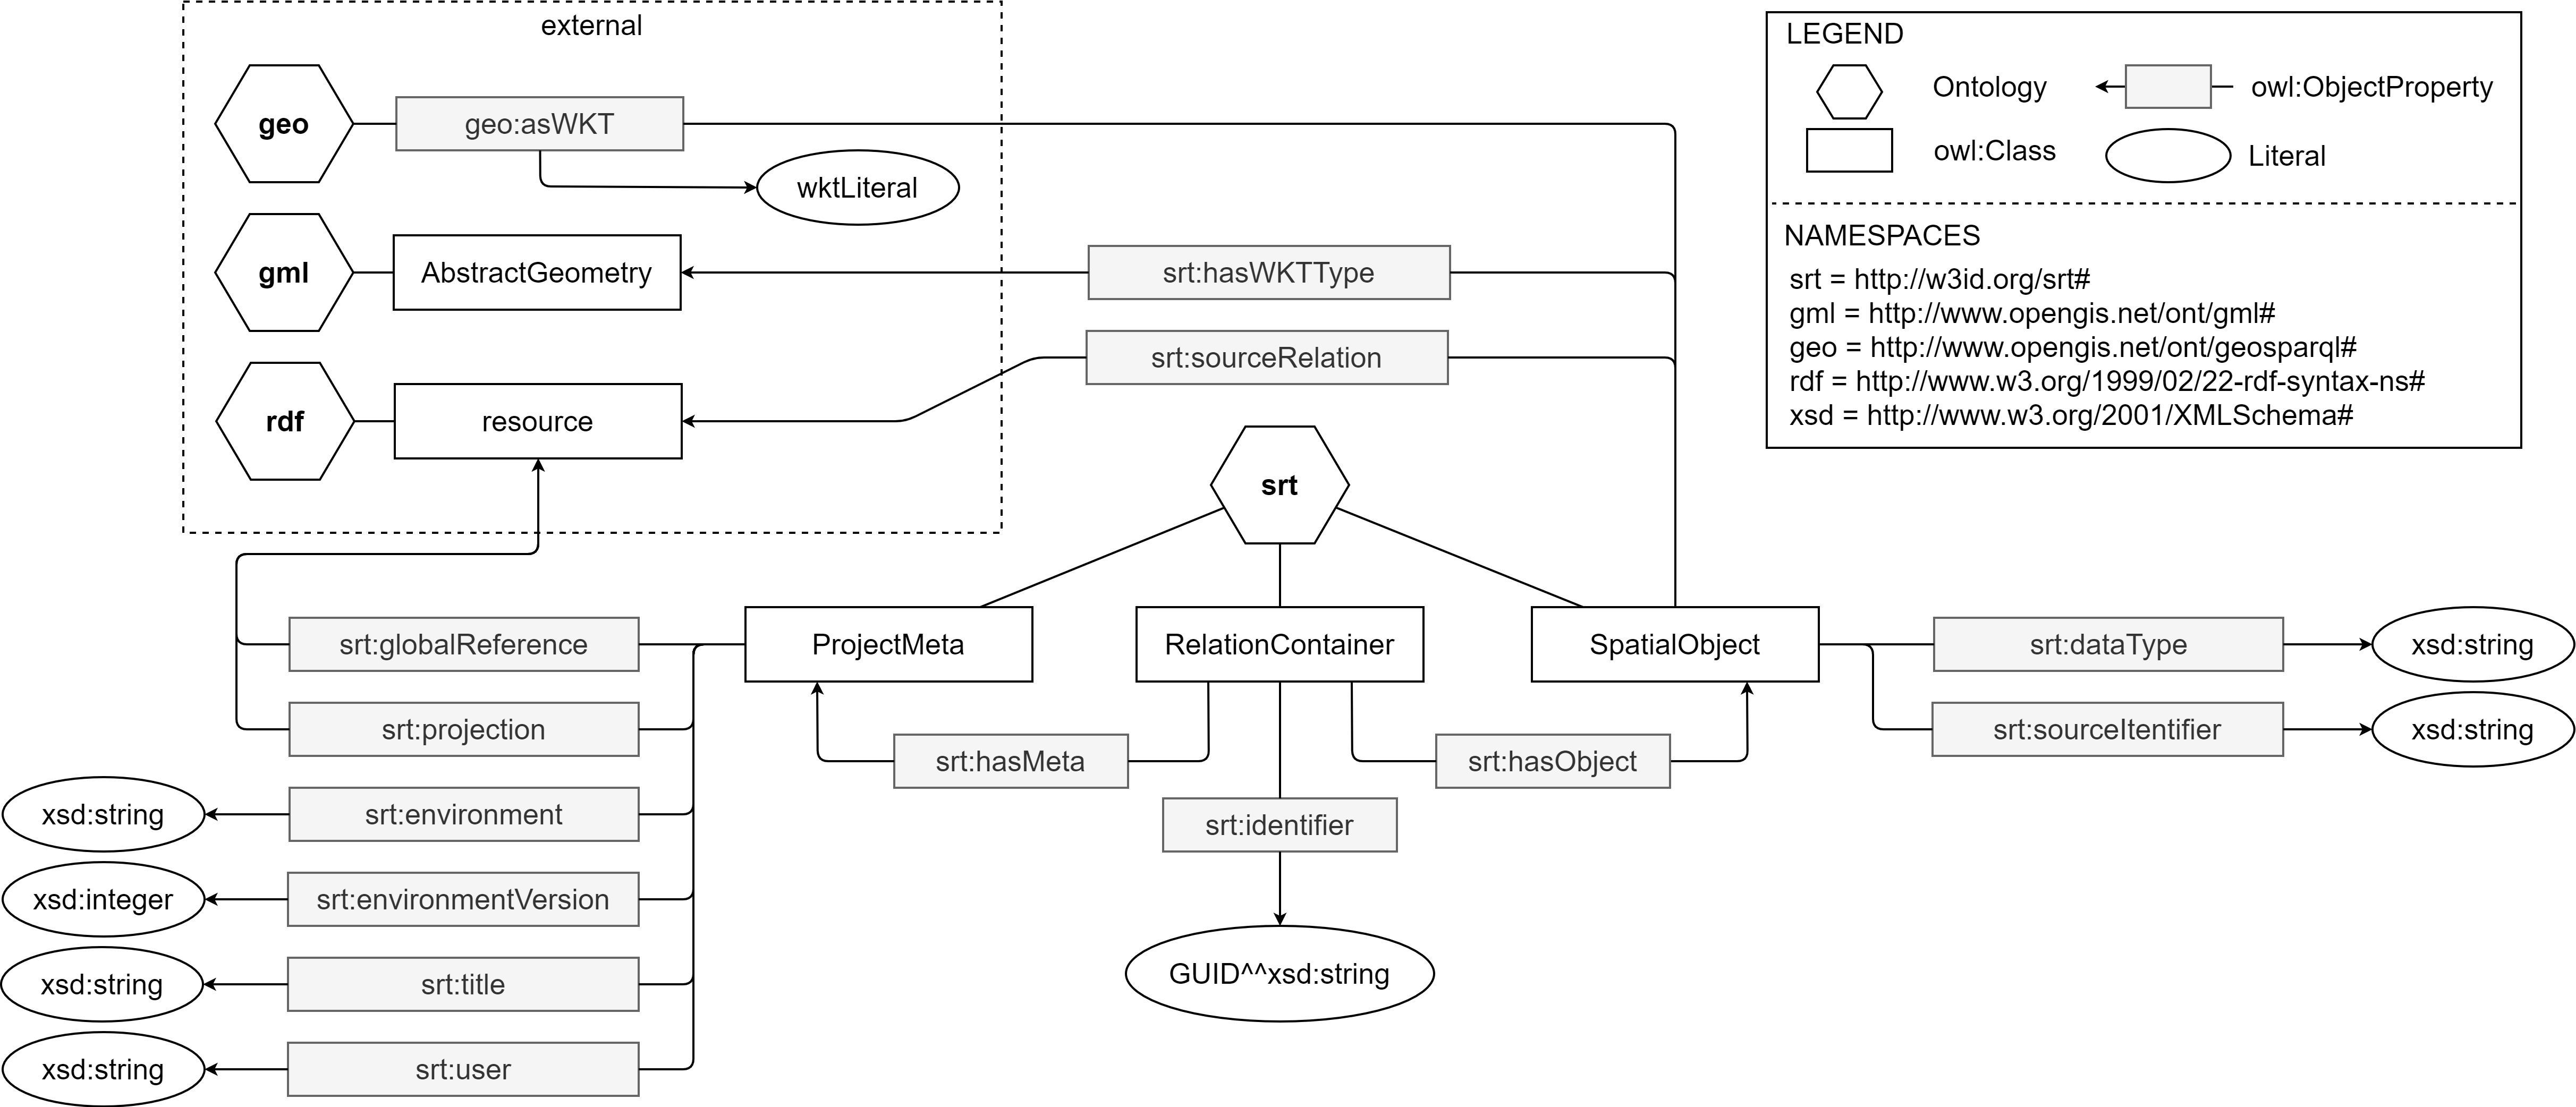 external
geo
geo:asWKT
wktLiteral
gml
AbstractGeometry
srt:hasWKTType
srt:sourceRelation
rdf
resource
LEGEND
Ontology
owl:ObjectProperty
owl:Class
Literal
NAMESPACES
srt = http://w3id.org/srt#
gml = http://www.opengis.net/ont/gml#
geo = http://www.opengis.net/ont/geosparql#
rdf = http://www.w3.org/1999/02/22-rdf-syntax-ns#
xsd = http://www.w3.org/2001/XMLSchema#
srt
srt:globalReference
ProjectMeta
RelationContainer
SpatialObject
srt:dataType
xsd:string
srt:projection
srt:hasMeta
srt:hasObject
srt:sourceItentifier
xsd:string
xsd:string
srt:environment
srt:identifier
xsd:integer
srt:environmentVersion
xsd:string
srt:title
GUID^^xsd:string
xsd:string
srt:user